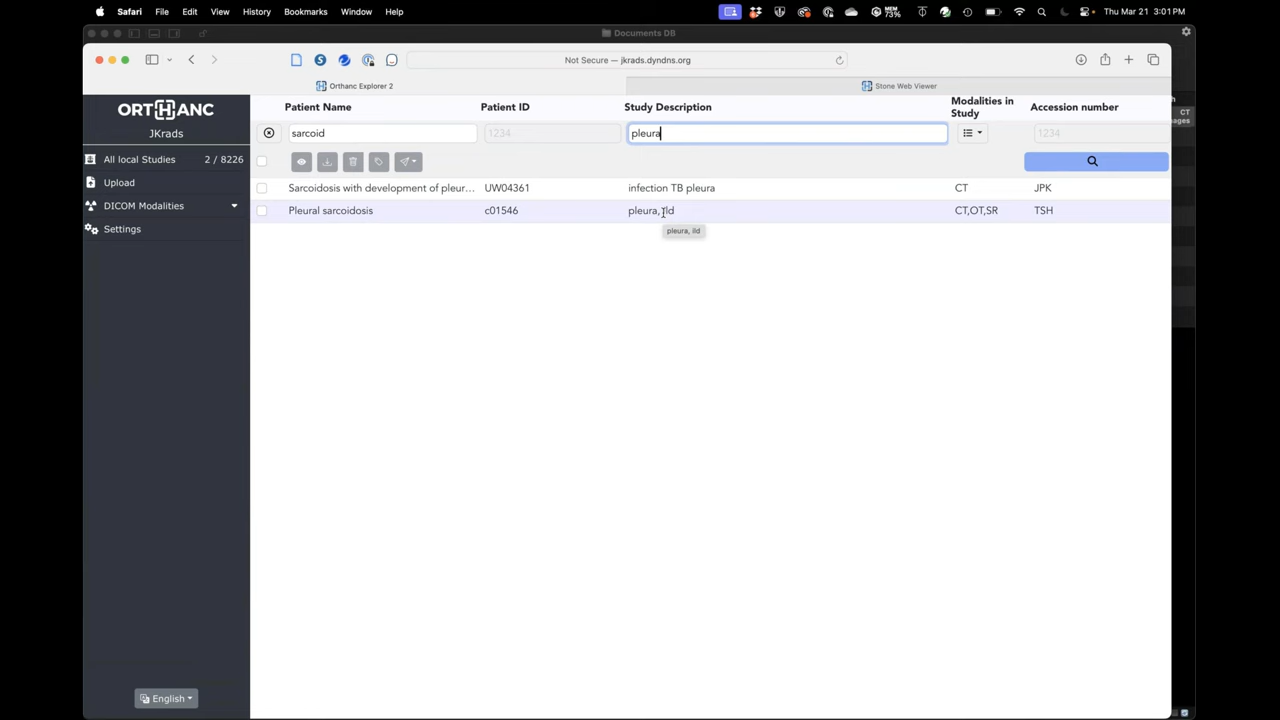 Safari File Edit View History Bookmarks Window Help MEM 73% Thu Mar 21 3:01 PM
Documents DB
Not Secure — jkrads.dyndns.org
Orthanc Explorer 2 Stone Web Viewer
ORTHANC
JKrads
All local Studies 2 / 8226
Upload
DICOM Modalities
Settings
English
Patient Name Patient ID Study Description Modalities in Study Accession number
sarcoid 1234 pleura 1234
Sarcoidosis with development of pleur... UW04361 infection TB pleura CT JPK
Pleural sarcoidosis c01546 pleura, ild CT,OT,SR TSH
pleura, ild
CT